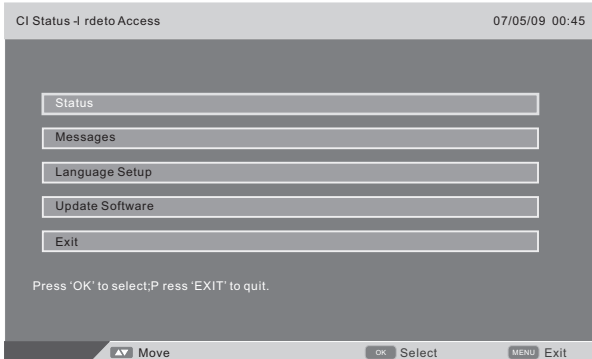 CI Status -I rdeto Access 07/05/09 00:45
Status
Messages
Language Setup
Update Software
Exit
Press ‘OK’ to select;P ress ‘EXIT’ to quit.
▲▼ Move OK Select MENU Exit